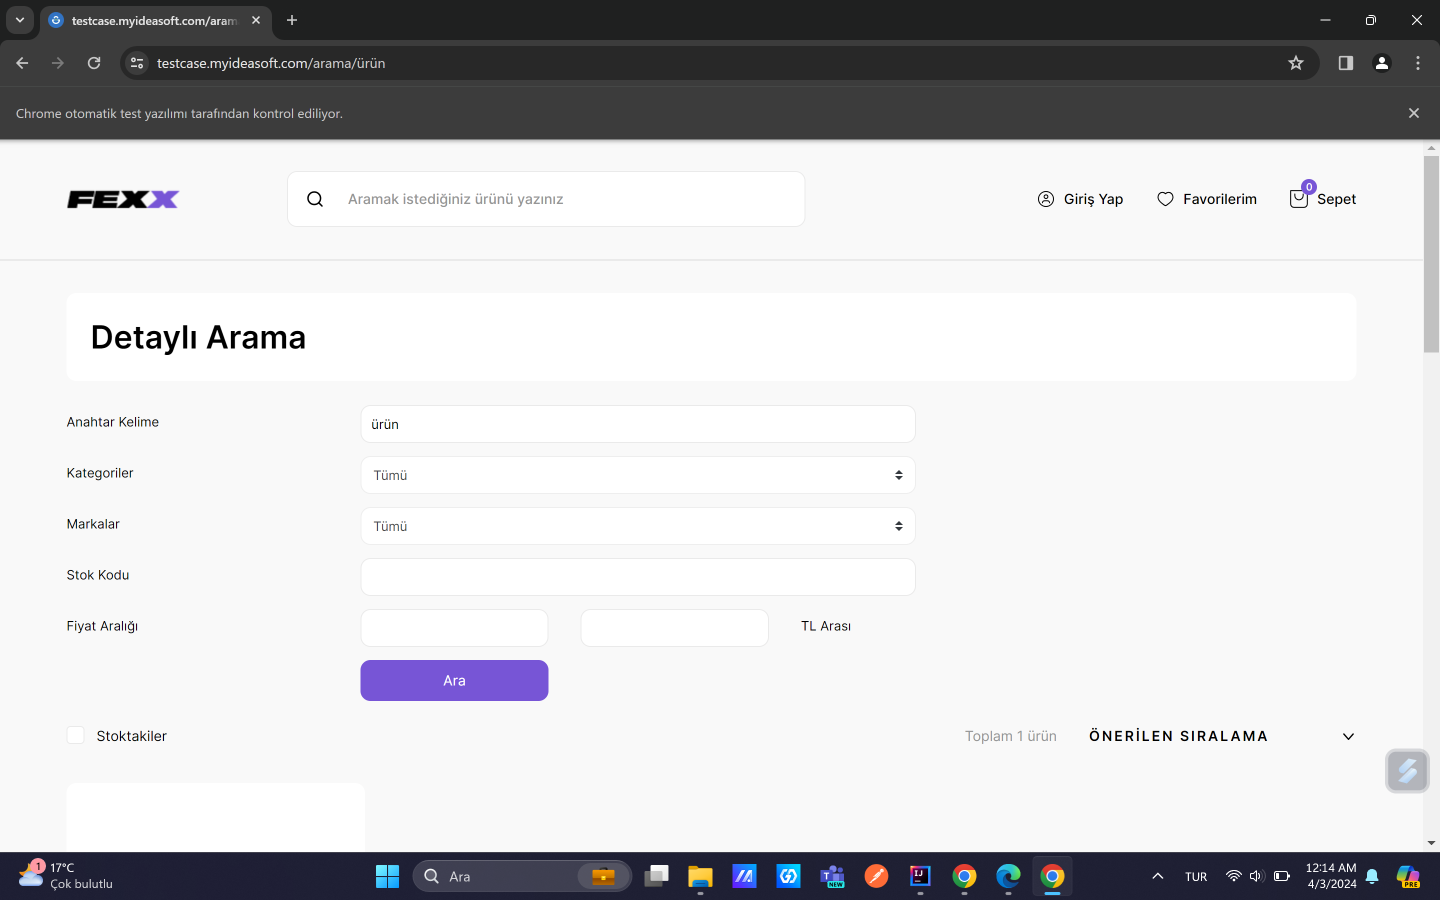 testcase.myideasoft.com/aram
testcase.myideasoft.com/arama/ürün
Chrome otomatik test yazılımı tarafından kontrol ediliyor.
FEXX
Aramak istediğiniz ürünü yazınız
Giriş Yap
Favorilerim
0
Sepet
Detaylı Arama
Anahtar Kelime
ürün
Kategoriler
Tümü
Markalar
Tümü
Stok Kodu
Fiyat Aralığı
TL Arası
Ara
Stoktakiler
Toplam 1 ürün
ÖNERİLEN SIRALAMA
1
17°C
Çok bulutlu
Ara
NEW
TUR
12:14 AM
4/3/2024
PRE